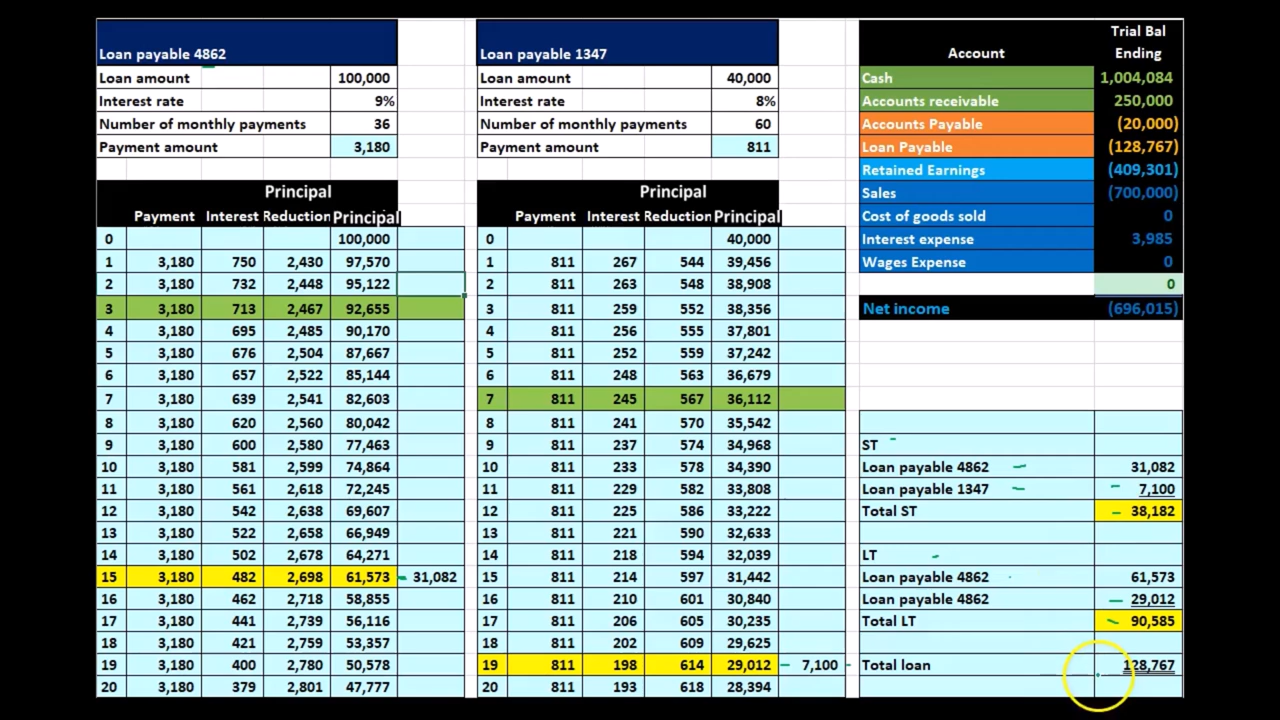 Loan payable 4862
Loan amount 100,000
Interest rate 9%
Number of monthly payments 36
Payment amount 3,180
Principal
Payment Interest Reduction Principal
0 100,000
1 3,180 750 2,430 97,570
2 3,180 732 2,448 95,122
3 3,180 713 2,467 92,655
4 3,180 695 2,485 90,170
5 3,180 676 2,504 87,667
6 3,180 657 2,522 85,144
7 3,180 639 2,541 82,603
8 3,180 620 2,560 80,042
9 3,180 600 2,580 77,463
10 3,180 581 2,599 74,864
11 3,180 561 2,618 72,245
12 3,180 542 2,638 69,607
13 3,180 522 2,658 66,949
14 3,180 502 2,678 64,271
15 3,180 482 2,698 61,573 31,082
16 3,180 462 2,718 58,855
17 3,180 441 2,739 56,116
18 3,180 421 2,759 53,357
19 3,180 400 2,780 50,578
20 3,180 379 2,801 47,777
Loan payable 1347
Loan amount 40,000
Interest rate 8%
Number of monthly payments 60
Payment amount 811
Principal
Payment Interest Reduction Principal
0 40,000
1 811 267 544 39,456
2 811 263 548 38,908
3 811 259 552 38,356
4 811 256 555 37,801
5 811 252 559 37,242
6 811 248 563 36,679
7 811 245 567 36,112
8 811 241 570 35,542
9 811 237 574 34,968
10 811 233 578 34,390
11 811 229 582 33,808
12 811 225 586 33,222
13 811 221 590 32,633
14 811 218 594 32,039
15 811 214 597 31,442
16 811 210 601 30,840
17 811 206 605 30,235
18 811 202 609 29,625
19 811 198 614 29,012 7,100
20 811 193 618 28,394
Trial Bal
Account Ending
Cash 1,004,084
Accounts receivable 250,000
Accounts Payable (20,000)
Loan Payable (128,767)
Retained Earnings (409,301)
Sales (700,000)
Cost of goods sold 0
Interest expense 3,985
Wages Expense 0
0
Net income (696,015)
ST
Loan payable 4862 31,082
Loan payable 1347 7,100
Total ST 38,182
LT
Loan payable 4862 61,573
Loan payable 4862 29,012
Total LT 90,585
Total loan 128,767